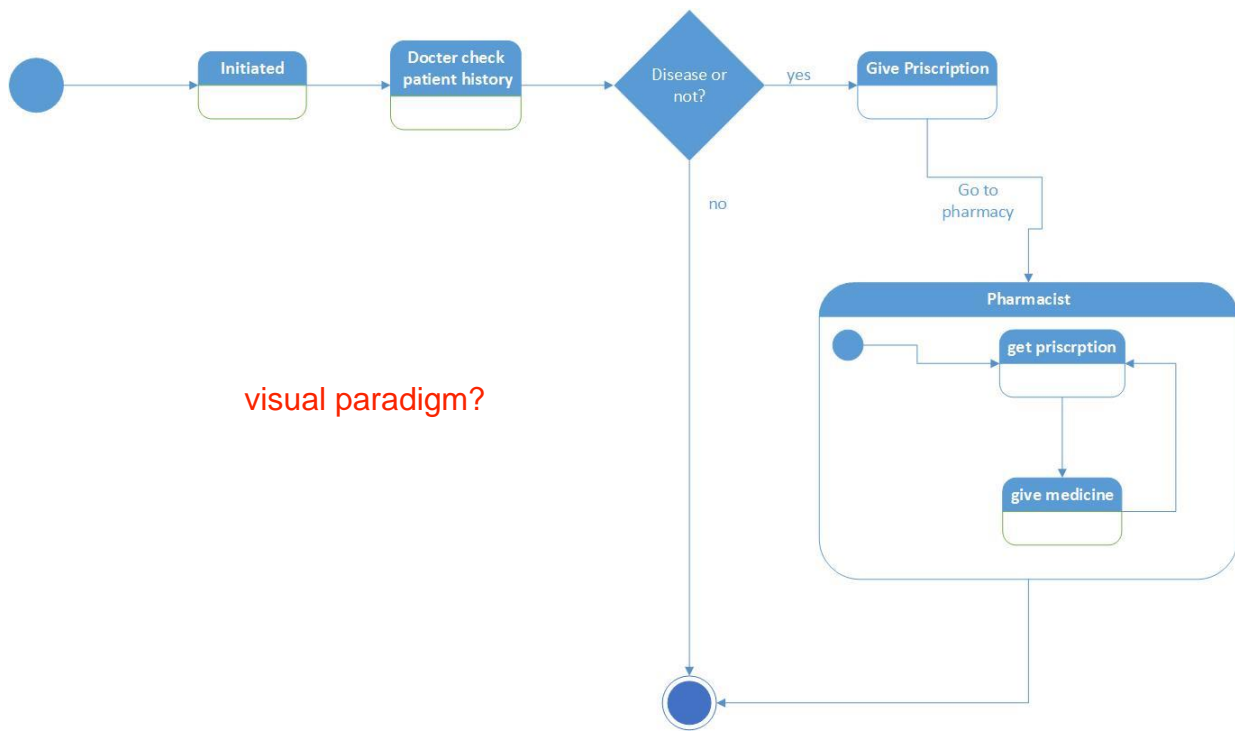 Initiated
Docter check
patient history
Disease or
not?
yes
Give Priscription
no
Go to
pharmacy
Pharmacist
get priscrption
visual paradigm?
give medicine